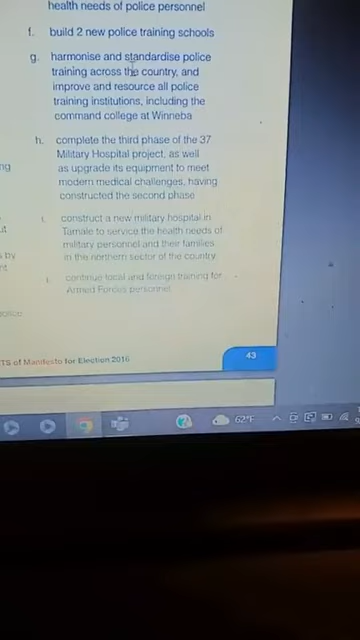 health needs of police personnel
f. build 2 new police training schools
g. harmonise and standardise police
training across the country, and
improve and resource all police
training institutions, including the
command college at Winneba
h. complete the third phase of the 37
Military Hospital project, as well
as upgrade its equipment to meet
modern medical challenges, having
constructed the second phase
i. construct a new military hospital in
Tamale to service the health needs of
military personnel and their families
in the northern sector of the country
j. continue local and foreign training for
Armed Forces personnel
by
police
TS of Manifesto for Election 2016
43
62°F